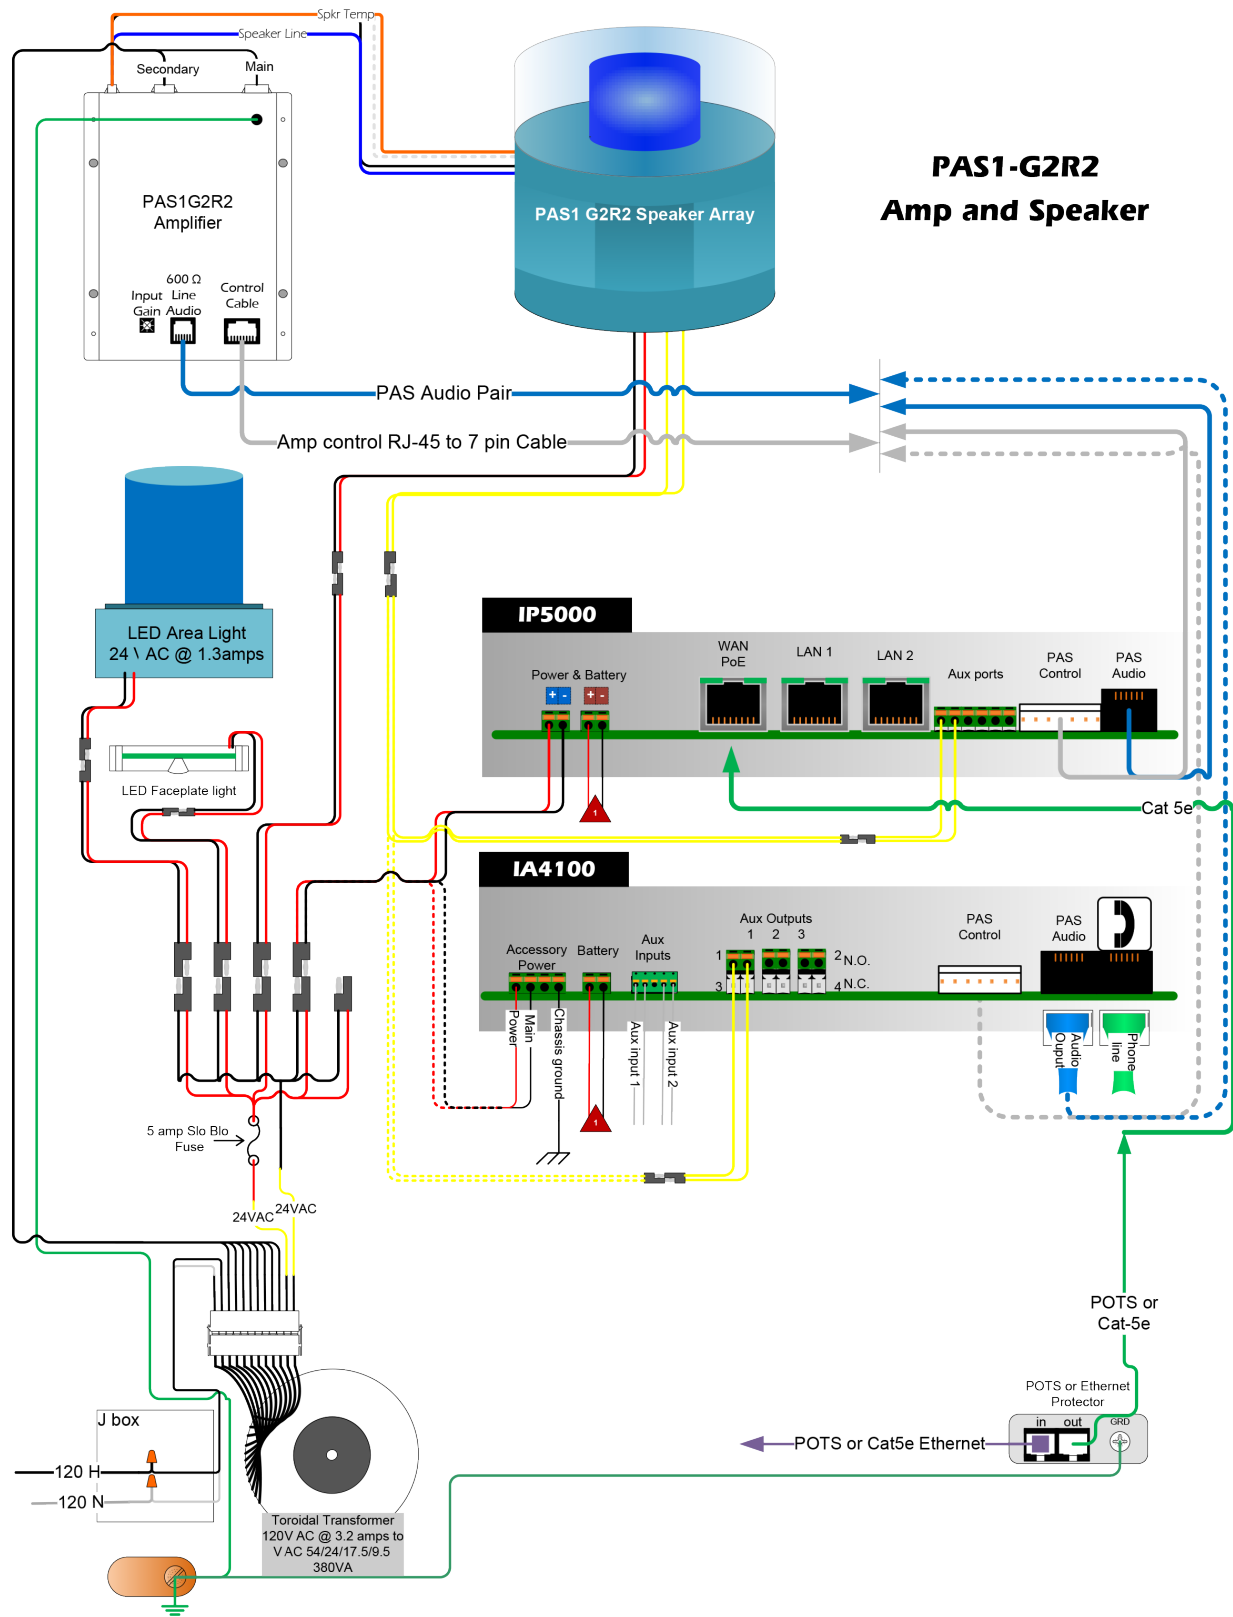 Spkr Temp
Speaker Line
Secondary
Main
PAS1G2R2
Amplifier
600 Ω
Line
Audio
Input
Gain
Control
Cable
PAS1 G2R2 Speaker Array
PAS1-G2R2
Amp and Speaker
PAS Audio Pair
Amp control RJ-45 to 7 pin Cable
LED Area Light
24 \ AC @ 1.3amps
LED Faceplate light
IP5000
Power & Battery
+ -
+ -
WAN
PoE
LAN 1
LAN 2
Aux ports
PAS
Control
PAS
Audio
1
Cat 5e
IA4100
Accessory
Power
Battery
Aux
Inputs
Aux Outputs
1 2 3
1
3
2 N.O.
4 N.C.
PAS
Control
PAS
Audio
Power
Main
Chassis ground
Aux input 1
Aux input 2
1
Audio
Ouput
Phone
line
5 amp Slo Blo
Fuse
24VAC
24VAC
POTS or
Cat-5e
POTS or Ethernet
Protector
in
out
GRD
POTS or Cat5e Ethernet
J box
120 H
120 N
Toroidal Transformer
120V AC @ 3.2 amps to
V AC 54/24/17.5/9.5
380VA